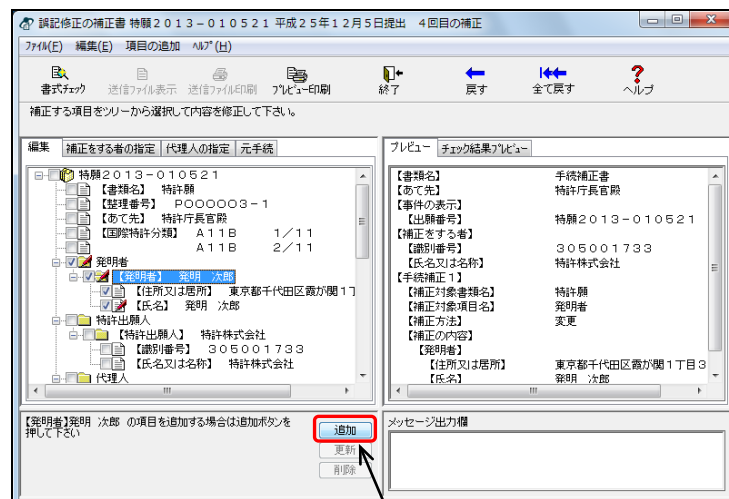 誤記修正の補正書 特願２０１３－０１０５２１ 平成２５年１２月５日提出　４回目の補正
ﾌｧｲﾙ(F)　編集(E)　項目の追加　ﾍﾙﾌﾟ(H)
書式ﾁｪｯｸ　送信ﾌｧｲﾙ表示　送信ﾌｧｲﾙ印刷　ﾌﾟﾚﾋﾞｭｰ印刷　終了　戻す　全て戻す　ヘルプ
補正する項目をツリーから選択して内容を修正して下さい。
編集　補正をする者の指定　代理人の指定　元手続
特願２０１３－０１０５２１
【書類名】　特許願
【整理番号】　ＰＯＯＯＯＯ３－１
【あて先】　特許庁長官殿
【国際特許分類】　Ａ１１Ｂ　１／１１
Ａ１１Ｂ　２／１１
発明者
【発明者】　発明　次郎
【住所又は居所】　東京都千代田区霞が関１丁
【氏名】　発明　次郎
特許出願人
【特許出願人】　特許株式会社
【識別番号】　３０５００１７３３
【氏名又は名称】　特許株式会社
代理人
【発明者】発明　次郎　の項目を追加する場合は追加ボタンを
押して下さい
追加
更新
削除
プレビュー　ﾁｪｯｸ結果ﾌﾟﾚﾋﾞｭｰ
【書類名】　手続補正書
【あて先】　特許庁長官殿
【事件の表示】
【出願番号】　特願２０１３－０１０５２１
【補正をする者】
【識別番号】　３０５００１７３３
【氏名又は名称】　特許株式会社
【手続補正１】
【補正対象書類名】　特許願
【補正対象項目名】　発明者
【補正方法】　変更
【補正の内容】
【発明者】
【住所又は居所】　東京都千代田区霞が関１丁目３
【氏名】　発明　次郎
メッセージ出力欄